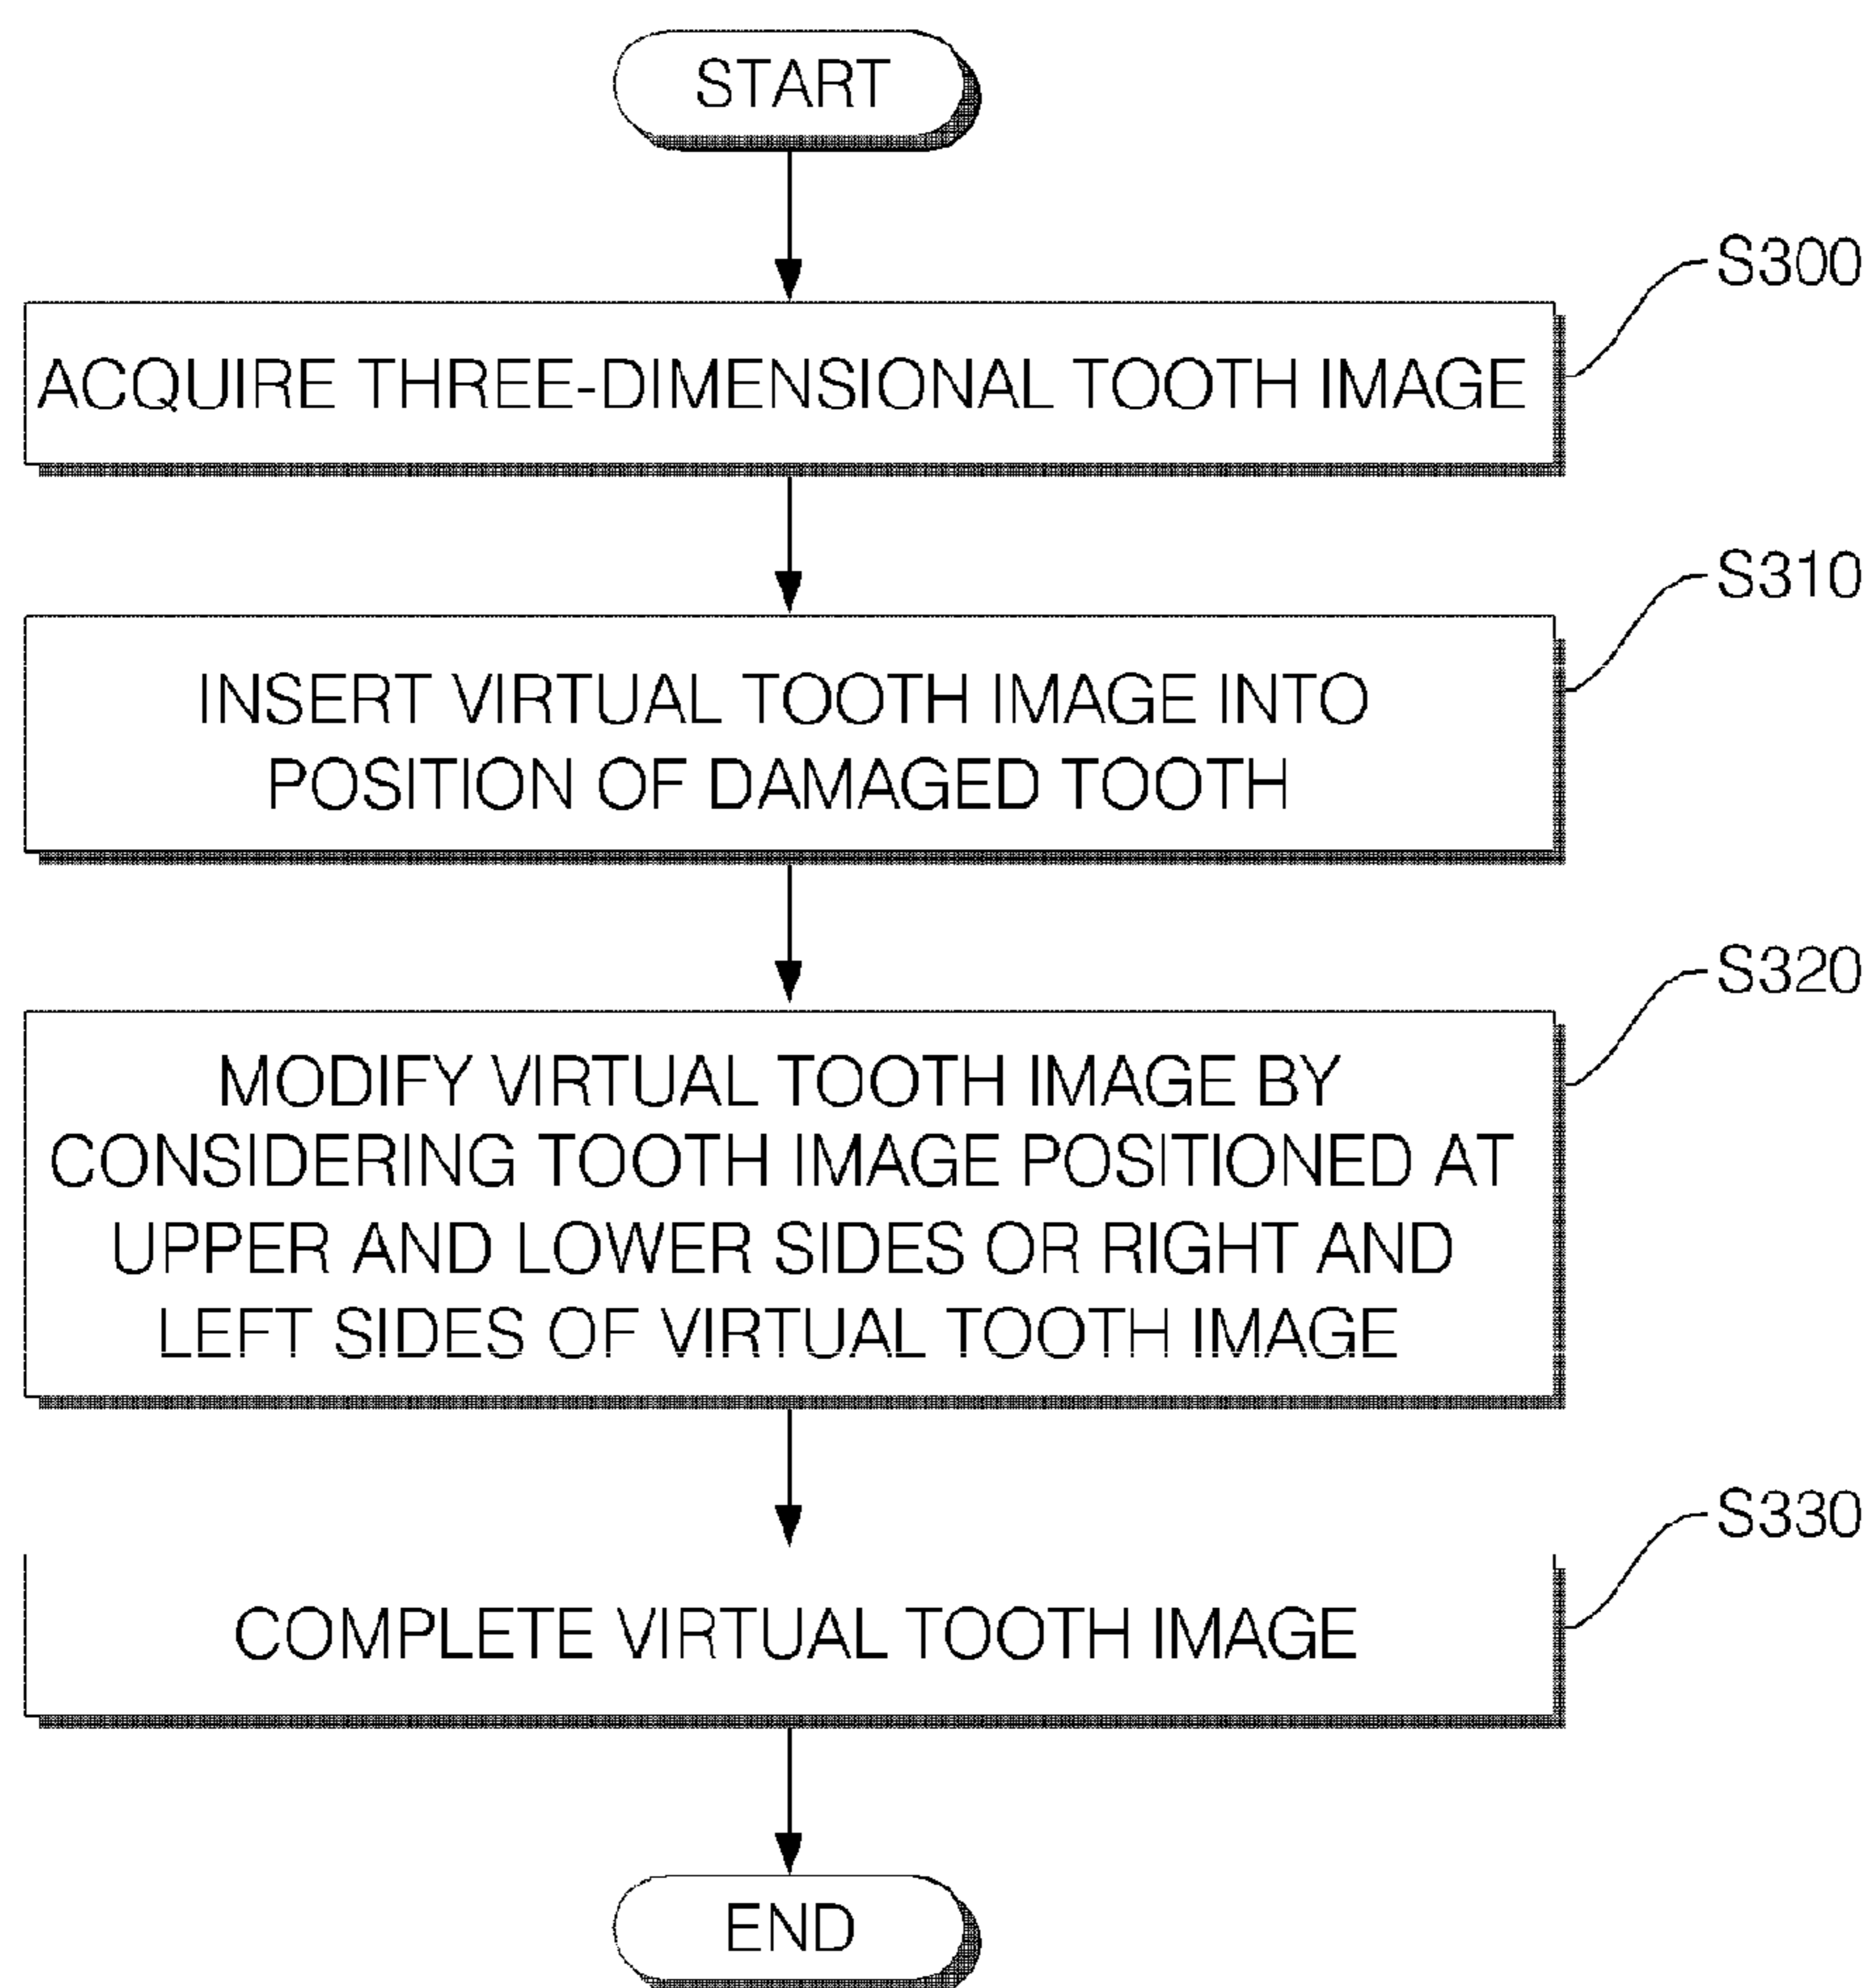 START
S300
ACQUIRE THREE-DIMENSIONAL TOOTH IMAGE
S310
INSERT VIRTUAL TOOTH IMAGE INTO
POSITION OF DAMAGED TOOTH
S320
MODIFY VIRTUAL TOOTH IMAGE BY
CONSIDERING TOOTH IMAGE POSITIONED AT
UPPER AND LOWER SIDES OR RIGHT AND
LEFT SIDES OF VIRTUAL TOOTH IMAGE
S330
COMPLETE VIRTUAL TOOTH IMAGE
END